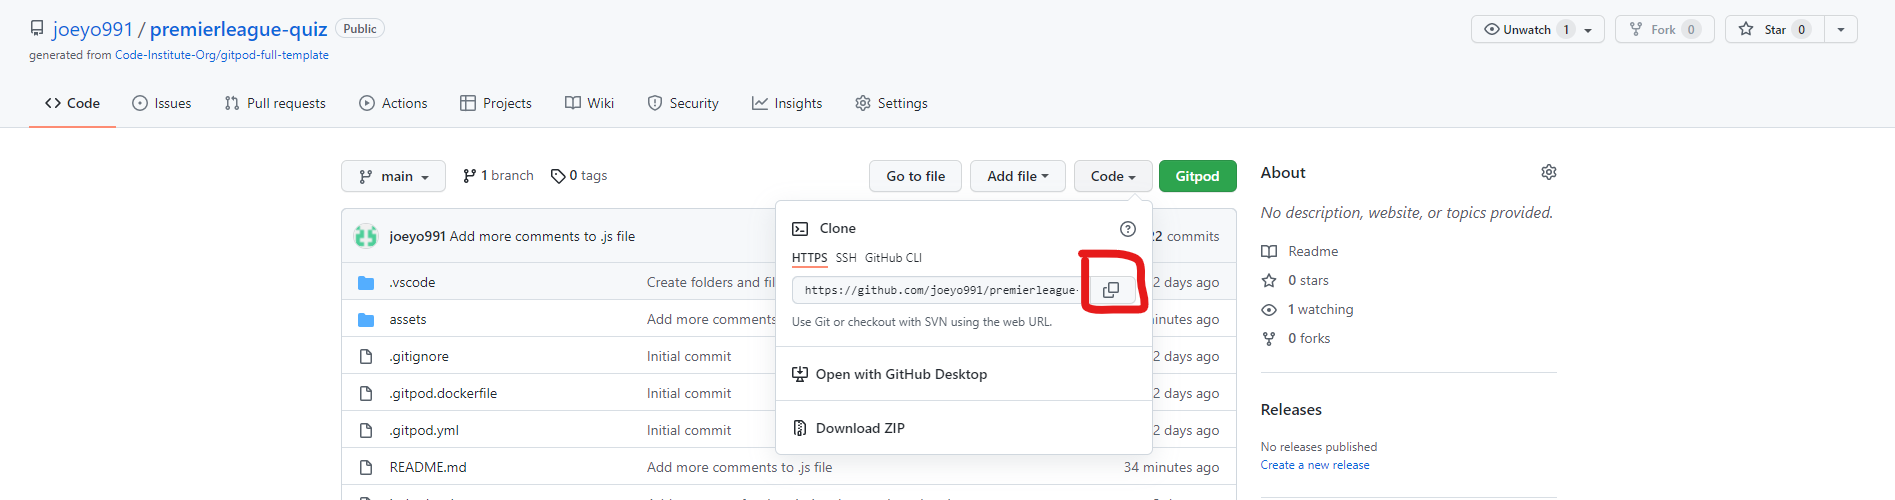 joeyo991 / premierleague-quiz Public
Unwatch 1 Fork 0 Star 0
generated from Code-Institute-Org/gitpod-full-template
Code Issues Pull requests Actions Projects Wiki Security Insights Settings
main 1 branch 0 tags Go to file Add file Code Gitpod
About
No description, website, or topics provided.
Readme
0 stars
1 watching
0 forks
Releases
No releases published
Create a new release
joeyo991 Add more comments to .js file 22 commits
.vscode Create folders and fil 2 days ago
assets Add more comments inutes ago
.gitignore Initial commit 2 days ago
.gitpod.dockerfile Initial commit 2 days ago
.gitpod.yml Initial commit 2 days ago
README.md Add more comments to .js file 34 minutes ago
Clone
HTTPS SSH GitHub CLI
https://github.com/joeyo991/premierleague-
Use Git or checkout with SVN using the web URL.
Open with GitHub Desktop
Download ZIP